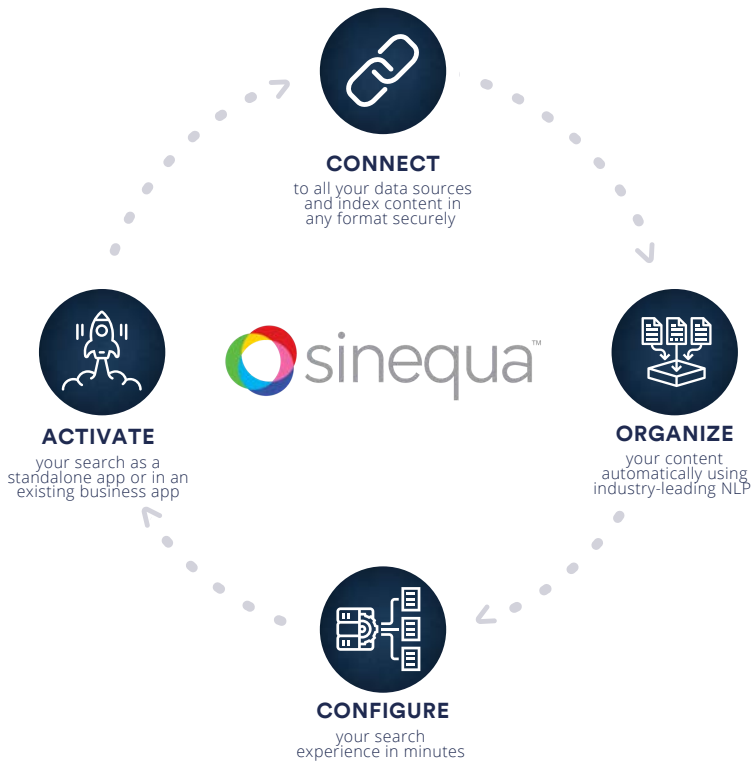 CONNECT
to all your data sources
and index content in
any format securely
sinequa™
ACTIVATE
your search as a
standalone app or in an
existing business app
ORGANIZE
your content
automatically using
industry-leading NLP
CONFIGURE
your search
experience in minutes